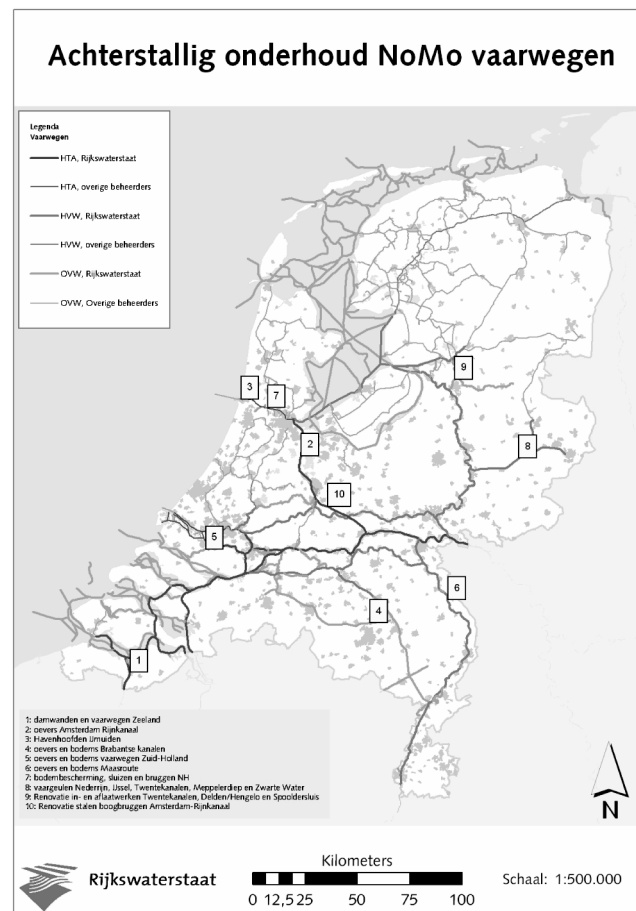 Achterstallig onderhoud NoMo vaarwegen
Legenda
Vaarwegen
HTA, Rijkswaterstaat
HTA, overige beheerders
HVW, Rijkswaterstaat
HVW, overige beheerders
OVW, Rijkswaterstaat
OVW, Overige beheerders
3
7
9
2
8
10
5
6
4
1
1: damwanden en vaarwegen Zeeland
2: oevers Amsterdam Rijnkanaal
3: Havenhoofden IJmuiden
4: oevers en bodems Brabantse kanalen
5: oevers en bodems vaarwegen Zuid-Holland
6: oevers en bodems Maasroute
7: bodembescherming, sluizen en bruggen NH
8: vaargeulen Nederrijn, IJssel, Twentekanalen, Meppelerdiep en Zwarte Water
9: Renovatie in- en aflaatwerken Twentekanalen, Delden/Hengelo en Spooldersluis
10: Renovatie stalen boogbruggen Amsterdam-Rijnkanaal
N
Rijkswaterstaat
Kilometers
0 12,5 25 50 75 100
Schaal: 1:500.000